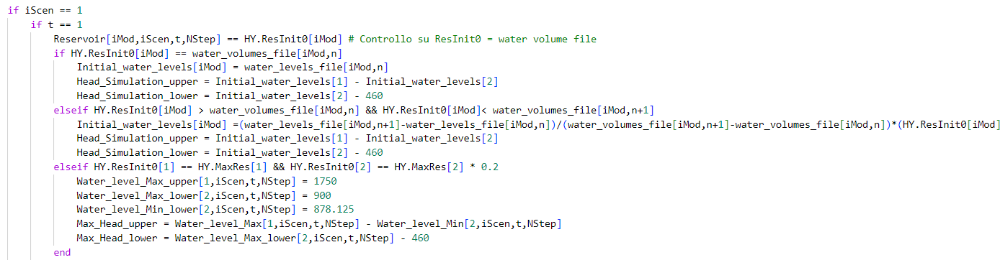 if iScen == 1
if t == 1
Reservoir[iMod,iScen,t,NStep] == HY.ResInit0[iMod] # Controllo su ResInit0 = water volume file
if HY.ResInit0[iMod] == water_volumes_file[iMod,n]
Initial_water_levels[iMod] = water_levels_file[iMod,n]
Head_Simulation_upper = Initial_water_levels[1] - Initial_water_levels[2]
Head_Simulation_lower = Initial_water_levels[2] - 460
elseif HY.ResInit0[iMod] > water_volumes_file[iMod,n] && HY.ResInit0[iMod]< water_volumes_file[iMod,n+1]
Initial_water_levels[iMod] =(water_levels_file[iMod,n+1]-water_levels_file[iMod,n])/(water_volumes_file[iMod,n+1]-water_volumes_file[iMod,n])*(HY.ResInit0[iMod]
Head_Simulation_upper = Initial_water_levels[1] - Initial_water_levels[2]
Head_Simulation_lower = Initial_water_levels[2] - 460
elseif HY.ResInit0[1] == HY.MaxRes[1] && HY.ResInit0[2] == HY.MaxRes[2] * 0.2
Water_level_Max_upper[1,iScen,t,NStep] = 1750
Water_level_Max_lower[2,iScen,t,NStep] = 900
Water_level_Min_lower[2,iScen,t,NStep] = 878.125
Max_Head_upper = Water_level_Max[1,iScen,t,NStep] - Water_level_Min[2,iScen,t,NStep]
Max_Head_lower = Water_level_Max_lower[2,iScen,t,NStep] - 460
end